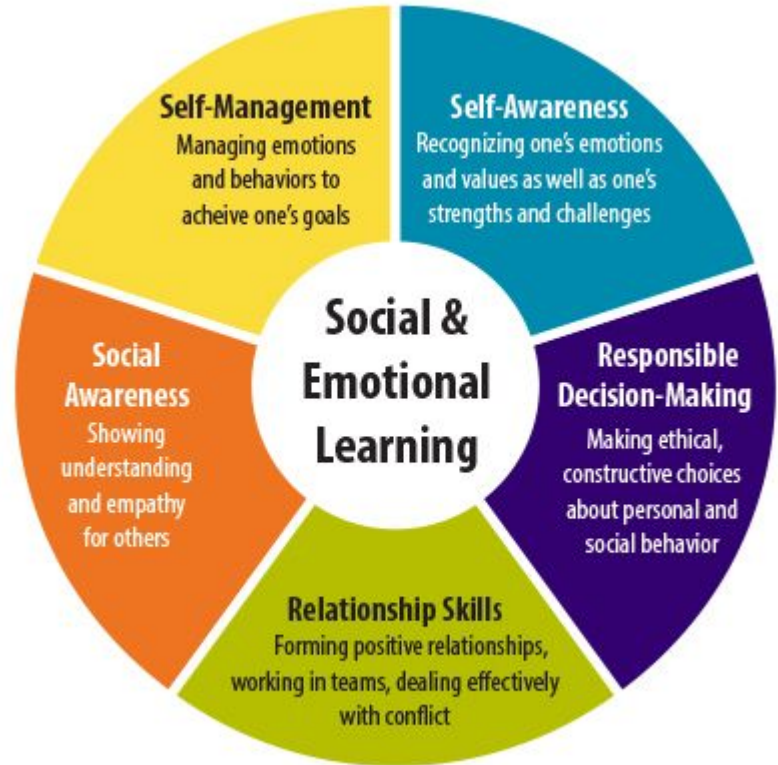 Self-Management
Managing emotions
and behaviors to
acheive one's goals
Self-Awareness
Recognizing one's emotions
and values as well as one's
strengths and challenges
Social &
Emotional
Learning
Social
Awareness
Showing
understanding
and empathy
for others
Responsible
Decision-Making
Making ethical,
constructive choices
about personal and
social behavior
Relationship Skills
Forming positive relationships,
working in teams, dealing effectively
with conflict